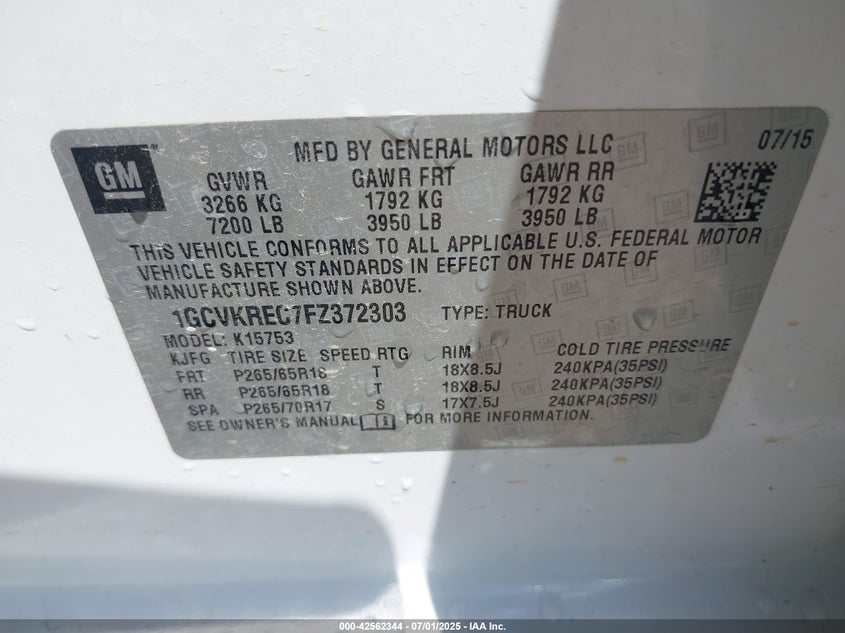 GM
MFD BY GENERAL MOTORS LLC 07/15
GVWR GAWR FRT GAWR RR
3266 KG 1792 KG 1792 KG
7200 LB 3950 LB 3950 LB
THIS VEHICLE CONFORMS TO ALL APPLICABLE U.S. FEDERAL MOTOR
VEHICLE SAFETY STANDARDS IN EFFECT ON THE DATE OF
MANUFACTURE SHOWN ABOVE.
1GCVKREC7FZ372303 TYPE: TRUCK
MODEL: K15753
KJFG TIRE SIZE SPEED RTG RIM COLD TIRE PRESSURE
FRT P265/65R18 T 18X8.5J 240KPA(35PSI)
RR P265/65R18 T 18X8.5J 240KPA(35PSI)
SPA P265/70R17 S 17X7.5J 240KPA(35PSI)
SEE OWNER'S MANUAL FOR MORE INFORMATION.
000-42562344 - 07/01/2025 - IAA Inc.